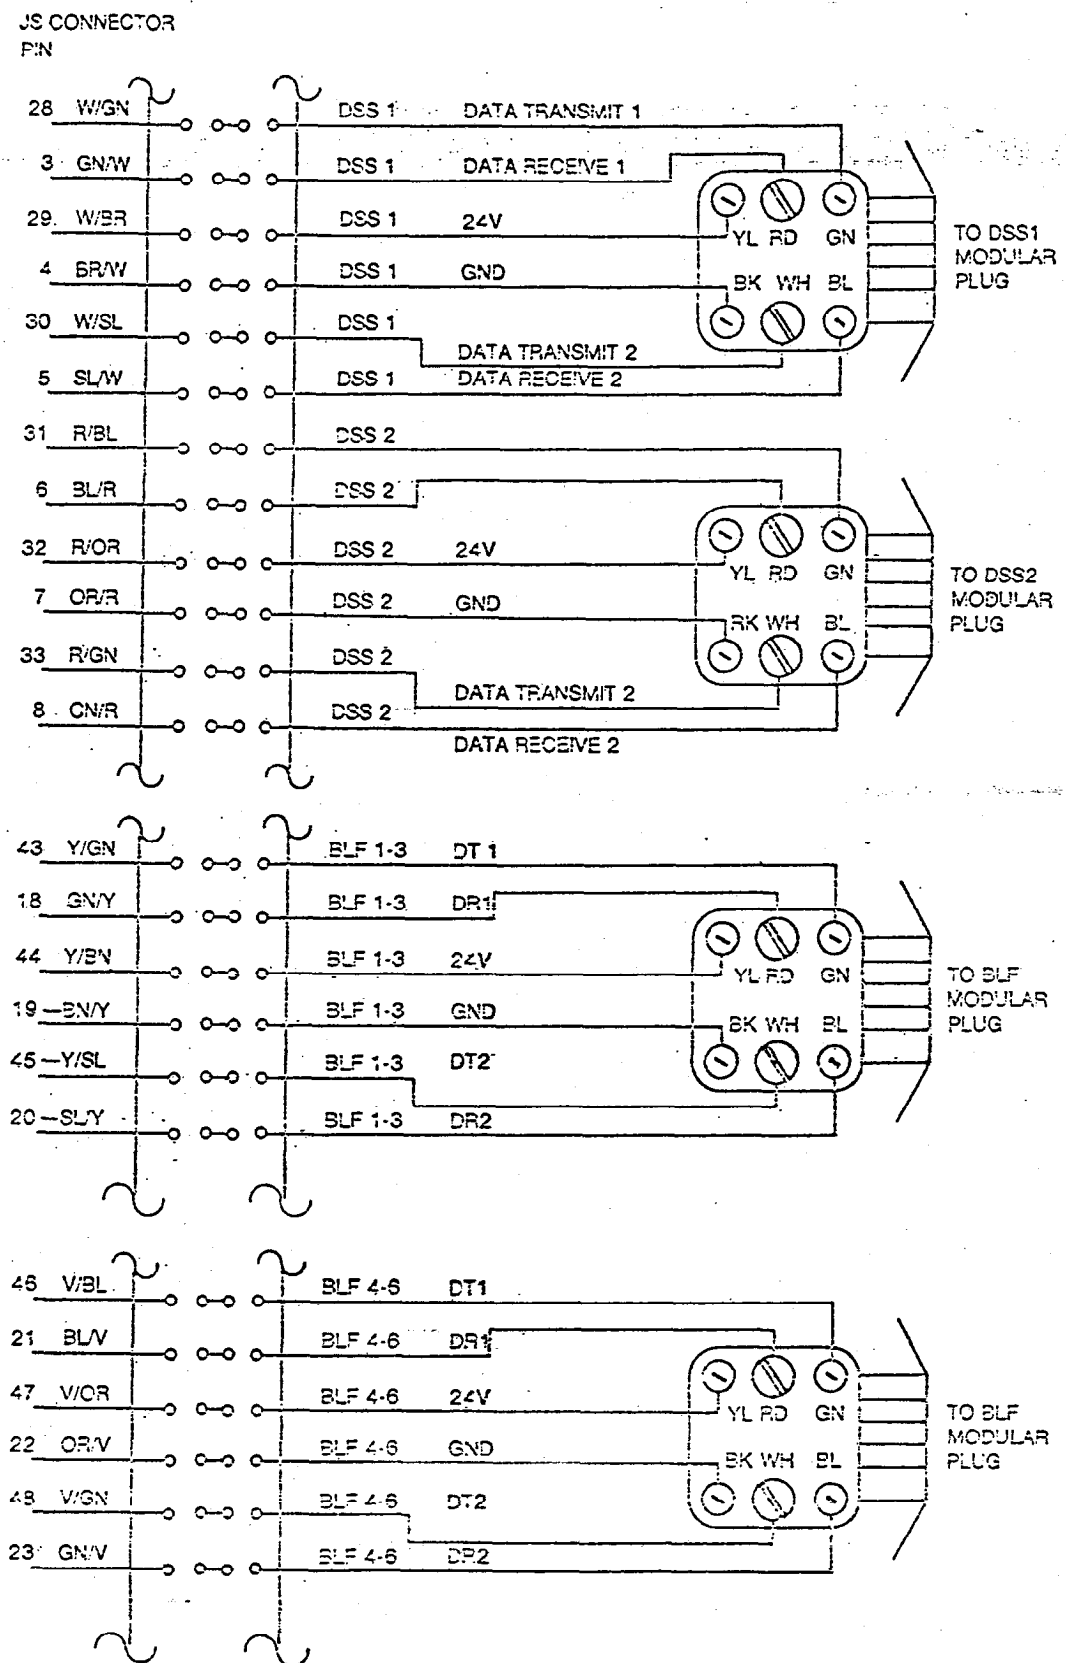 JS CONNECTOR
PIN
28 W/GN DSS 1 DATA TRANSMIT 1
3 GN/W DSS 1 DATA RECEIVE 1
29. W/BR DSS 1 24V
4 BR/W DSS 1 GND
30 W/SL DSS 1
DATA TRANSMIT 2
5 SL/W DSS 1 DATA RECEIVE 2
YL RD GN
BK WH BL
TO DSS1
MODULAR
PLUG
31 R/BL DSS 2
6 BL/R DSS 2
32 R/OR DSS 2 24V
7 OR/R DSS 2 GND
33 R/GN DSS 2
DATA TRANSMIT 2
8 CN/R DSS 2
DATA RECEIVE 2
YL RD GN
RK WH BL
TO DSS2
MODULAR
PLUG
43 Y/GN BLF 1-3 DT 1
18 GN/Y BLF 1-3 DR1
44 Y/BN BLF 1-3 24V
19 BN/Y BLF 1-3 GND
45 Y/SL BLF 1-3 DT2
20 SL/Y BLF 1-3 DR2
YL RD GN
BK WH BL
TO BLF
MODULAR
PLUG
46 V/BL BLF 4-6 DT1
21 BL/V BLF 4-6 DR1
47 V/OR BLF 4-6 24V
22 OR/V BLF 4-6 GND
48 V/GN BLF 4-6 DT2
23 GN/V BLF 4-6 DR2
YL RD GN
BK WH BL
TO BLF
MODULAR
PLUG